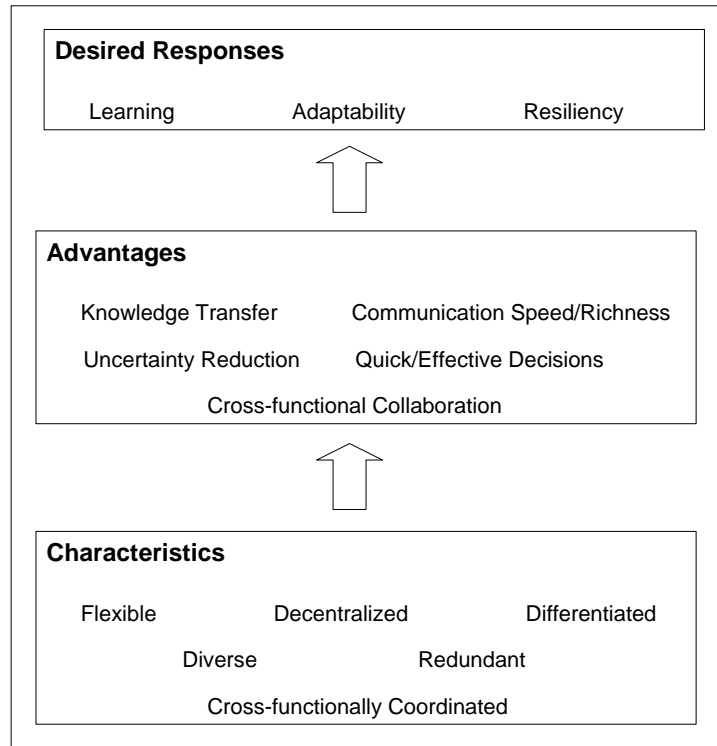 Desired Responses
Learning Adaptability Resiliency
Advantages
Knowledge Transfer Communication Speed/Richness
Uncertainty Reduction Quick/Effective Decisions
Cross-functional Collaboration
Characteristics
Flexible Decentralized Differentiated
Diverse Redundant
Cross-functionally Coordinated